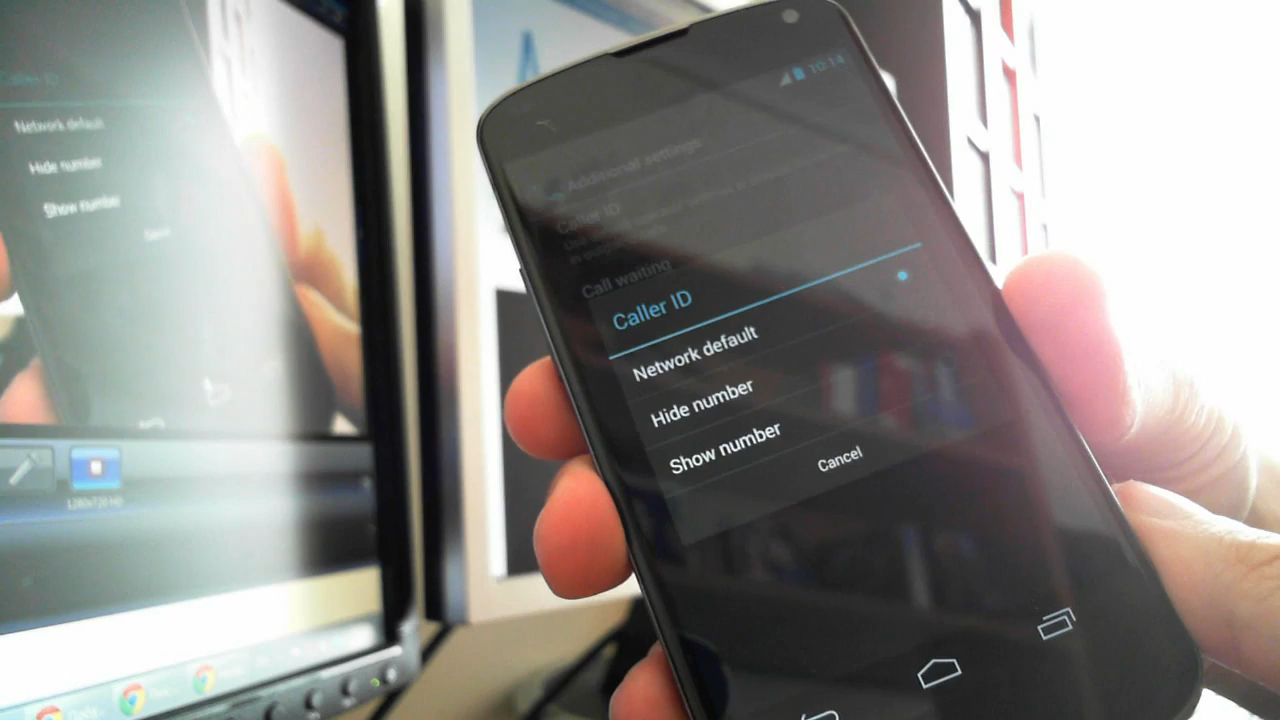 Caller ID
Network default
Hide number
Show number
1280x720 HD
10:14
Additional settings
Caller ID
Call waiting
Caller ID
Network default
Hide number
Show number
Cancel